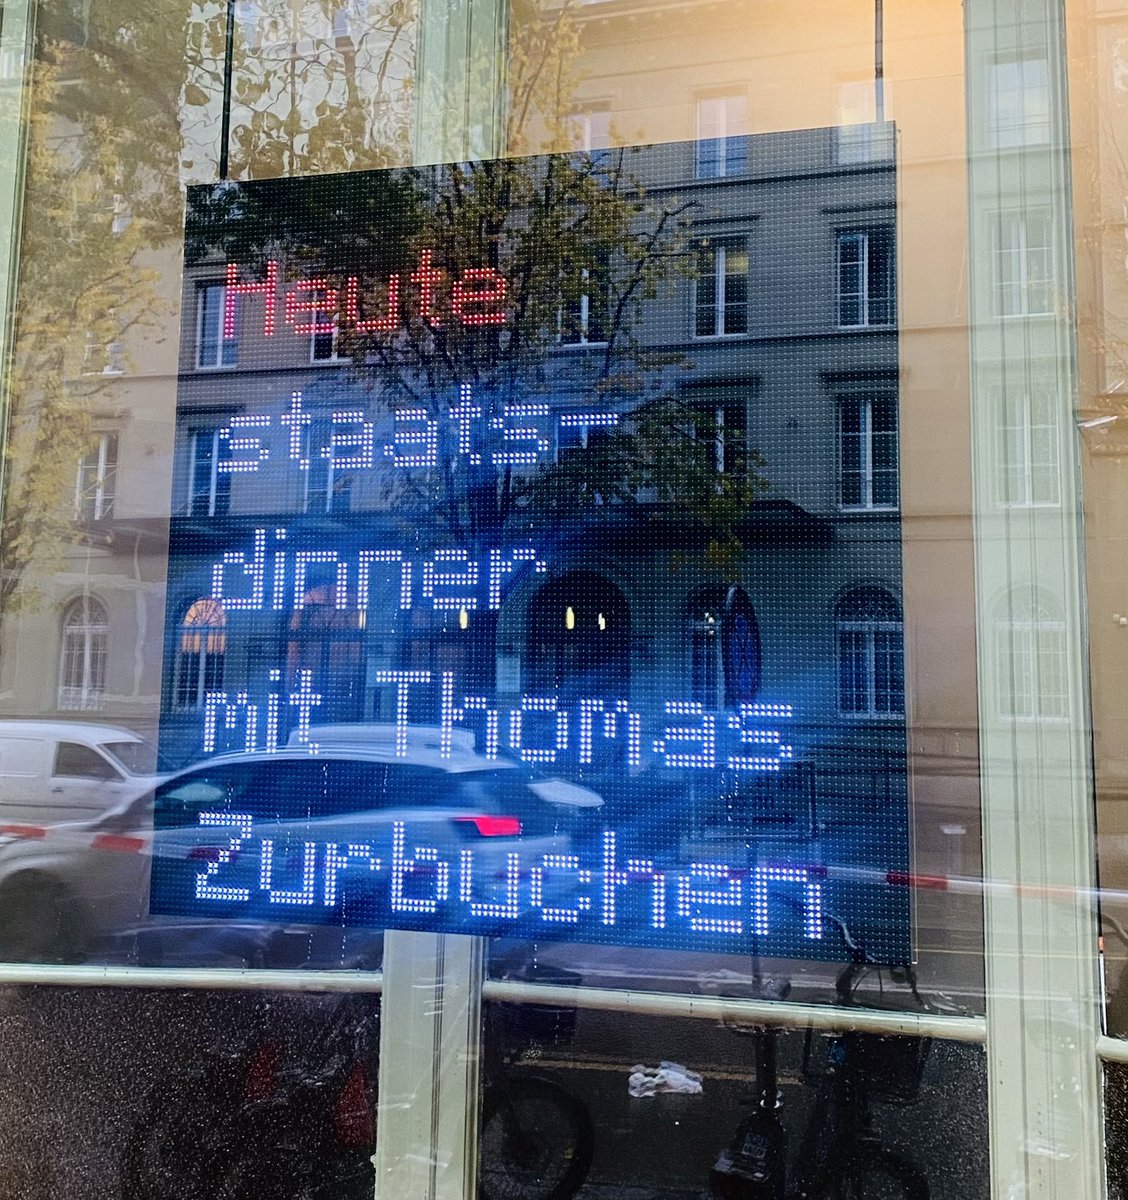 Heute
staats-
dinner
mit Thomas
Zurbuchen